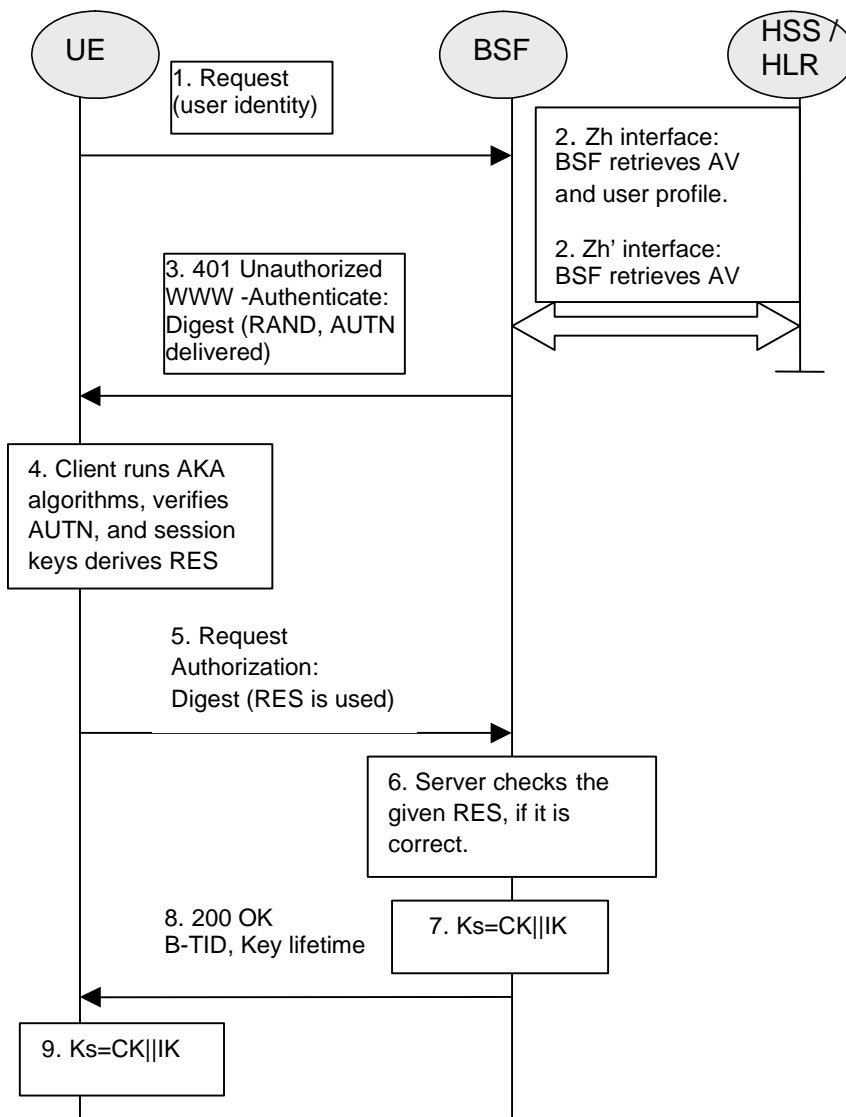 UE
BSF
HSS /
HLR
1. Request
(user identity)
2. Zh interface:
BSF retrieves AV
and user profile.
2. Zh’ interface:
BSF retrieves AV
3. 401 Unauthorized
WWW -Authenticate:
Digest (RAND, AUTN
delivered)
4. Client runs AKA
algorithms, verifies
AUTN, and session
keys derives RES
5. Request
Authorization:
Digest (RES is used)
6. Server checks the
given RES, if it is
correct.
7. Ks=CK||IK
8. 200 OK
B-TID, Key lifetime
9. Ks=CK||IK